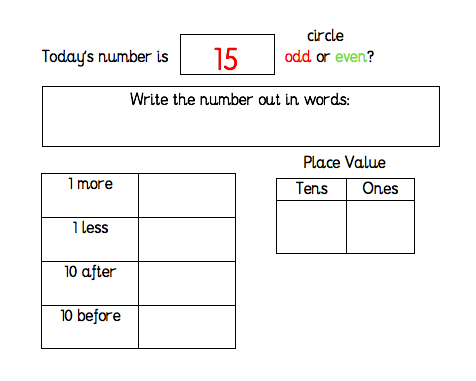 circle
Today's number is 15 odd or even?
Write the number out in words:
Place Value
Tens Ones
1 more
1 less
10 after
10 before